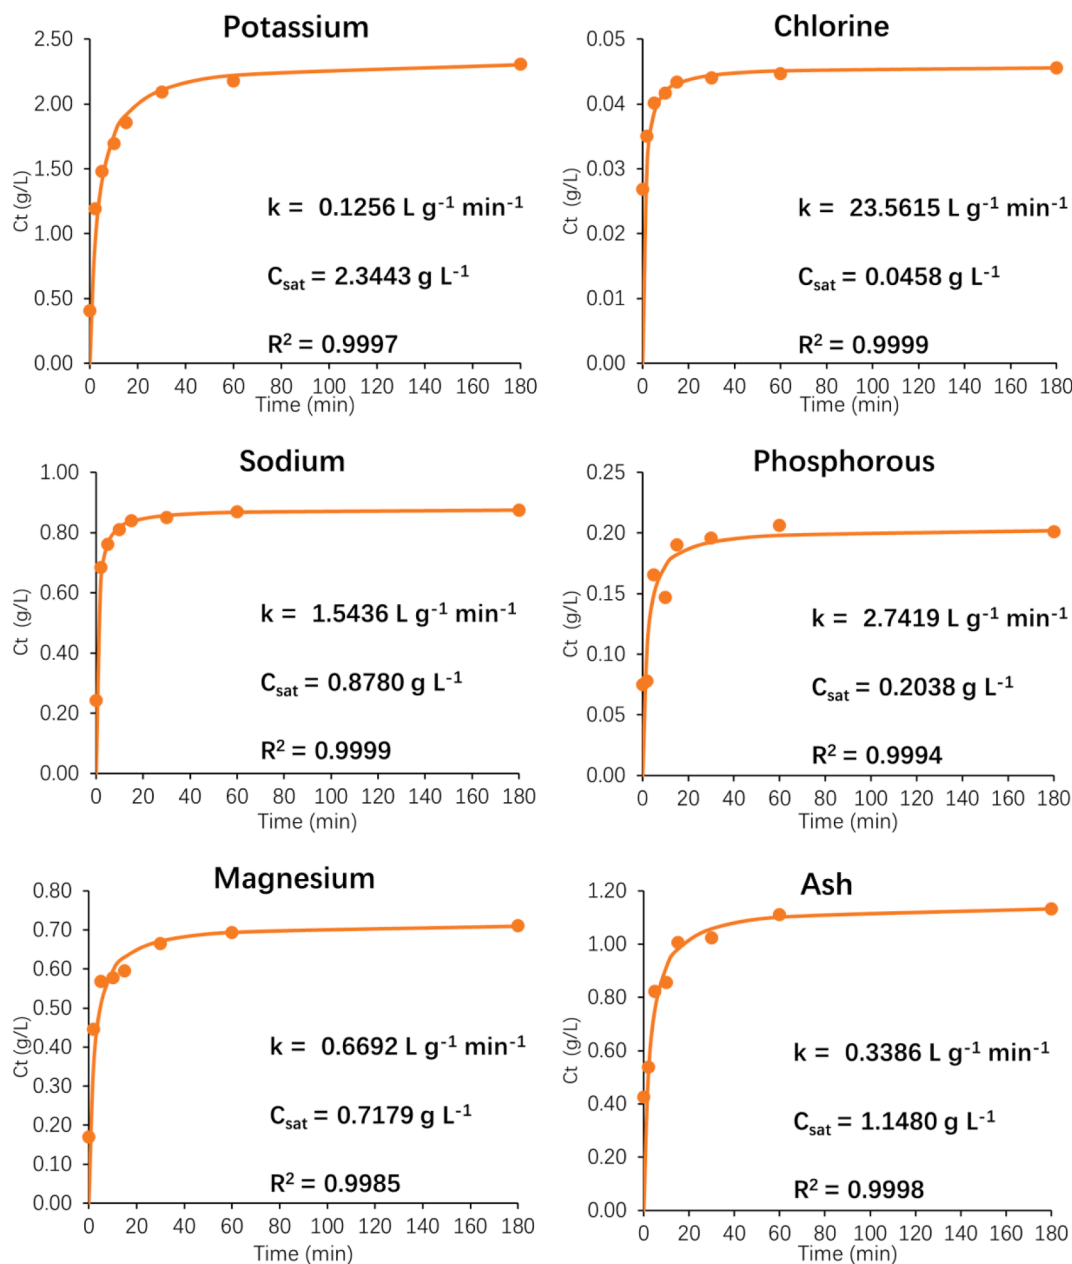 Potassium
2.50
2.00
1.50
1.00
0.50
0.00
Ct (g/L)
k = 0.1256 L g⁻¹ min⁻¹
C_sat = 2.3443 g L⁻¹
R² = 0.9997
0 20 40 60 80 100 120 140 160 180
Time (min)
Chlorine
0.05
0.04
0.03
0.02
0.01
0.00
Ct (g/L)
k = 23.5615 L g⁻¹ min⁻¹
C_sat = 0.0458 g L⁻¹
R² = 0.9999
0 20 40 60 80 100 120 140 160 180
Time (min)
Sodium
1.00
0.80
0.60
0.40
0.20
0.00
Ct (g/L)
k = 1.5436 L g⁻¹ min⁻¹
C_sat = 0.8780 g L⁻¹
R² = 0.9999
0 20 40 60 80 100 120 140 160 180
Time (min)
Phosphorous
0.25
0.20
0.15
0.10
0.05
0.00
Ct (g/L)
k = 2.7419 L g⁻¹ min⁻¹
C_sat = 0.2038 g L⁻¹
R² = 0.9994
0 20 40 60 80 100 120 140 160 180
Time (min)
Magnesium
0.80
0.70
0.60
0.50
0.40
0.30
0.20
0.10
0.00
Ct (g/L)
k = 0.6692 L g⁻¹ min⁻¹
C_sat = 0.7179 g L⁻¹
R² = 0.9985
0 20 40 60 80 100 120 140 160 180
Time (min)
Ash
1.20
1.00
0.80
0.60
0.40
0.20
0.00
Ct (g/L)
k = 0.3386 L g⁻¹ min⁻¹
C_sat = 1.1480 g L⁻¹
R² = 0.9998
0 20 40 60 80 100 120 140 160 180
Time (min)